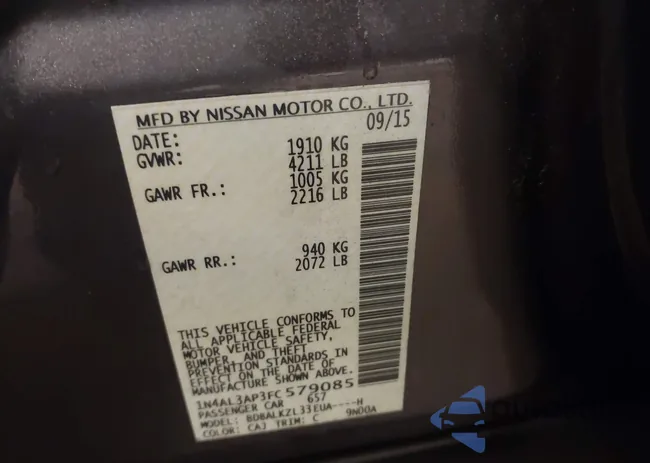 MFD BY NISSAN MOTOR CO., LTD.
DATE: 09/15
GVWR: 1910 KG
4211 LB
GAWR FR.: 1005 KG
2216 LB
GAWR RR.: 940 KG
2072 LB
THIS VEHICLE CONFORMS TO
ALL APPLICABLE FEDERAL
MOTOR VEHICLE SAFETY,
BUMPER, AND THEFT
PREVENTION STANDARDS IN
EFFECT ON THE DATE OF
MANUFACTURE SHOWN ABOVE.
1N4AL3AP3FC579085
PASSENGER CAR 657
MODEL: BDBALKZL33EUA----H
COLOR: CAJ TRIM: C 9N00A